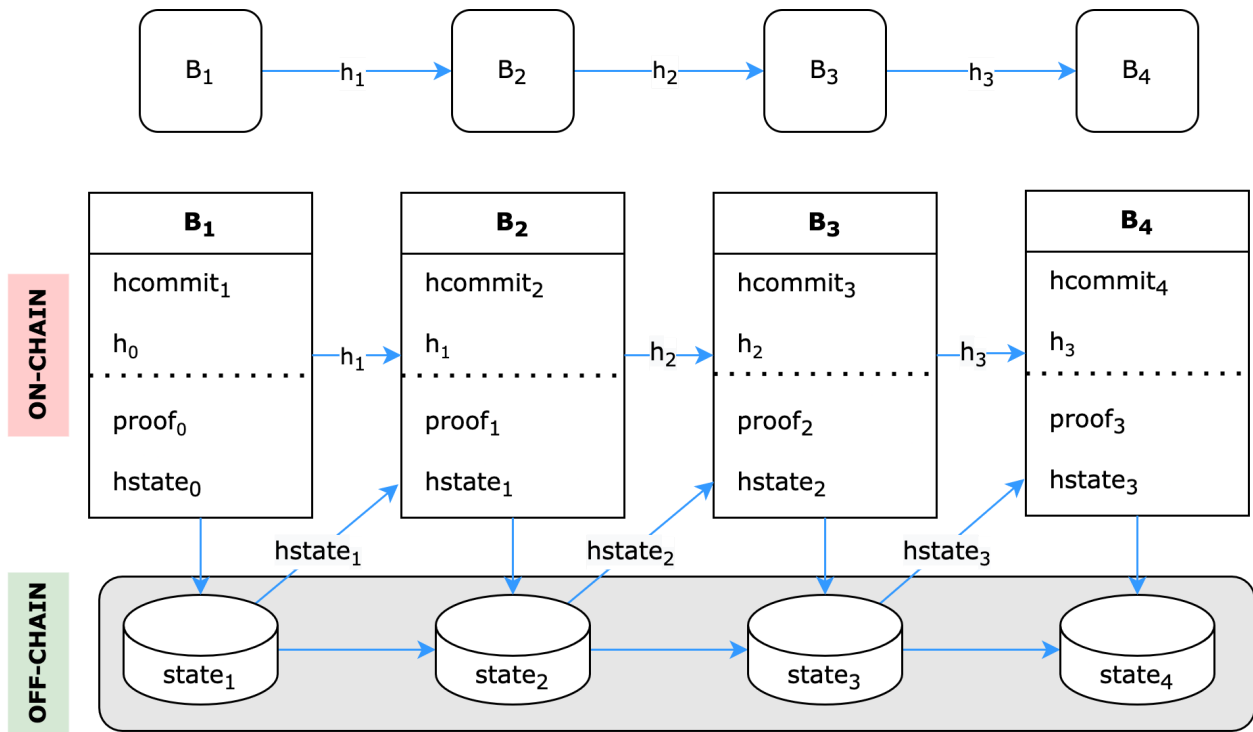 B₁
h₁
B₂
h₂
B₃
h₃
B₄
ON-CHAIN
B₁
hcommit₁
h₀
proof₀
hstate₀
h₁
B₂
hcommit₂
h₁
proof₁
hstate₁
h₂
B₃
hcommit₃
h₂
proof₂
hstate₂
h₃
B₄
hcommit₄
h₃
proof₃
hstate₃
hstate₁
hstate₂
hstate₃
OFF-CHAIN
state₁
state₂
state₃
state₄